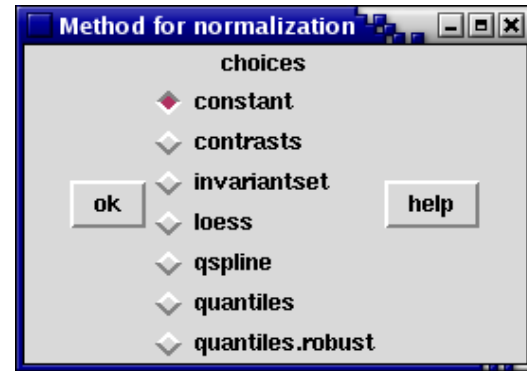 Method for normalization
choices
constant
contrasts
invariantset
ok
help
loess
qspline
quantiles
quantiles.robust